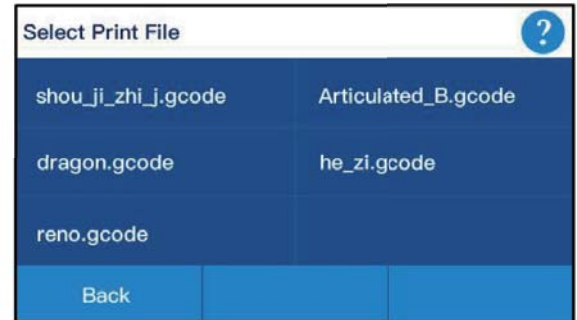 Select Print File
?
shou_ji_zhi_j.gcode
Articulated_B.gcode
dragon.gcode
he_zi.gcode
reno.gcode
Back